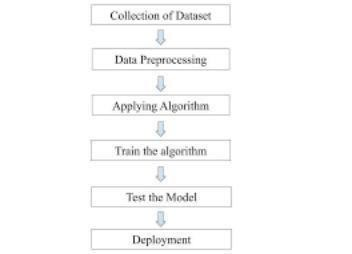 Collection of Dataset
Data Preprocessing
Applying Algorithm
Train the algorithm
Test the Model
Deployment